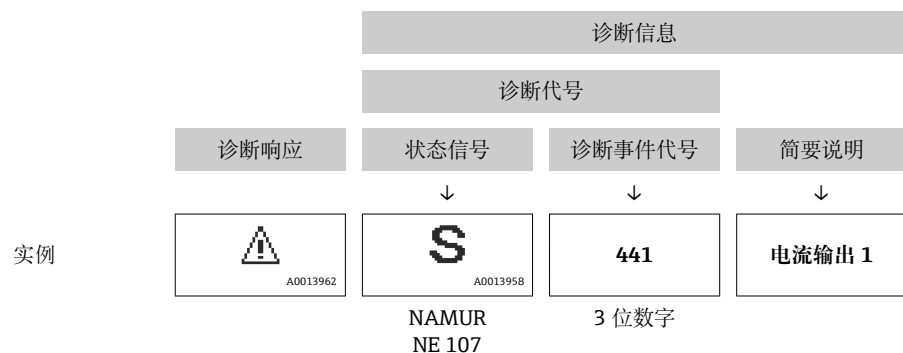 诊断信息
诊断代号
诊断响应 状态信号 诊断事件代号 简要说明
↓ ↓ ↓
实例 S 441 电流输出 1
A0013962 A0013958
NAMUR 3 位数字
NE 107